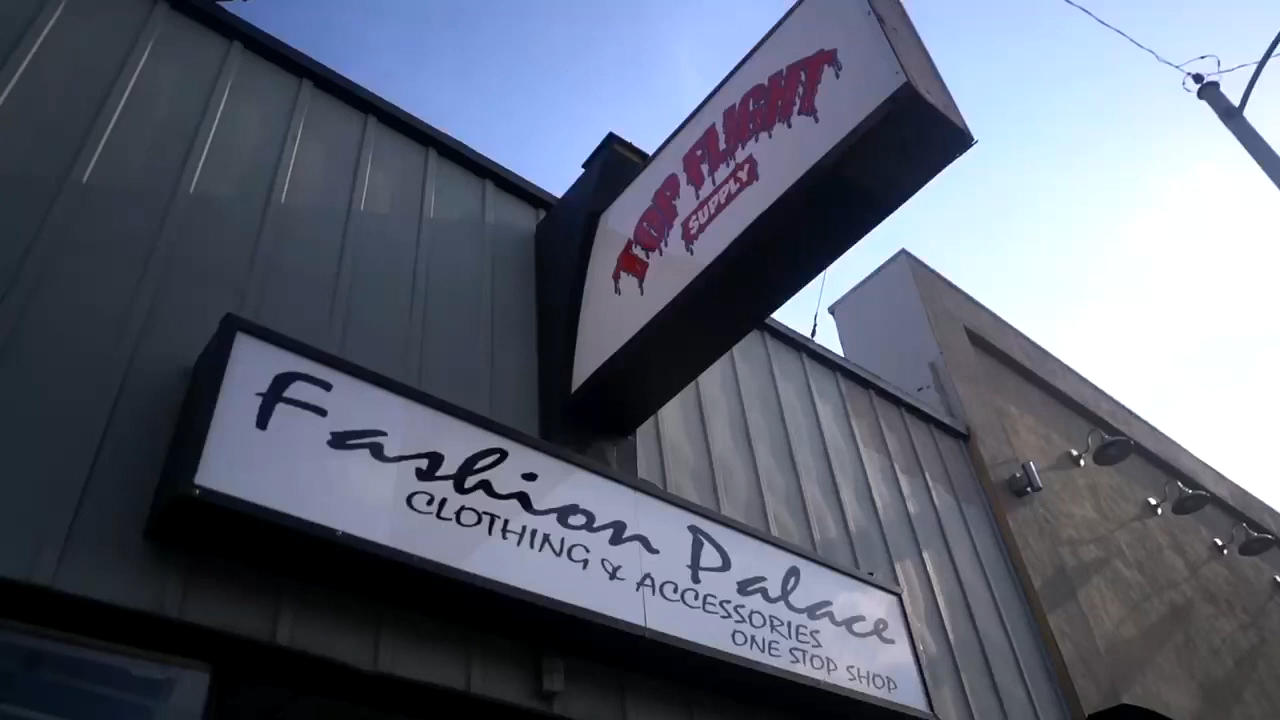 TOP FLIGHT
SUPPLY
Fashion Palace
CLOTHING & ACCESSORIES
ONE STOP SHOP